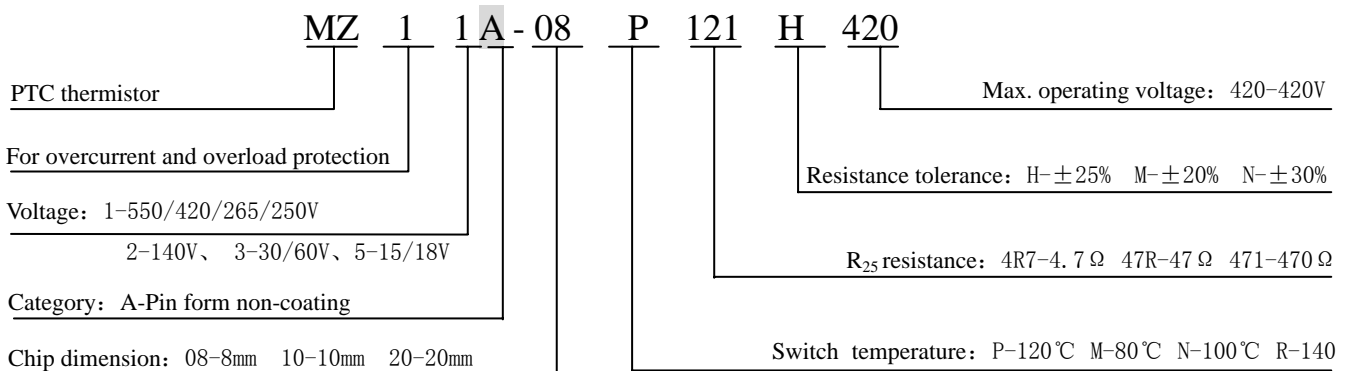 MZ 1 1 A - 08 P 121 H 420
PTC thermistor
Max. operating voltage：420-420V
For overcurrent and overload protection
Resistance tolerance：H-±25% M-±20% N-±30%
Voltage：1-550/420/265/250V
2-140V、 3-30/60V、5-15/18V
R25 resistance：4R7-4.7Ω 47R-47Ω 471-470Ω
Category：A-Pin form non-coating
Chip dimension：08-8mm 10-10mm 20-20mm
Switch temperature：P-120℃ M-80℃ N-100℃ R-140